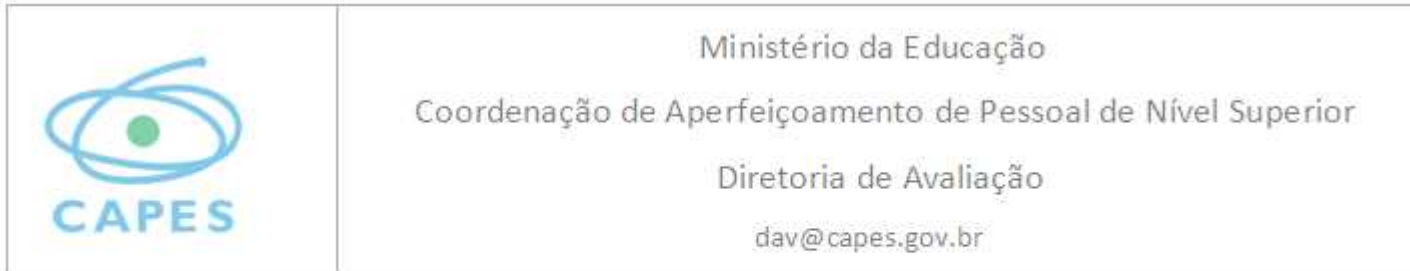 CAPES
Ministério da Educação
Coordenação de Aperfeiçoamento de Pessoal de Nível Superior
Diretoria de Avaliação
dav@capes.gov.br